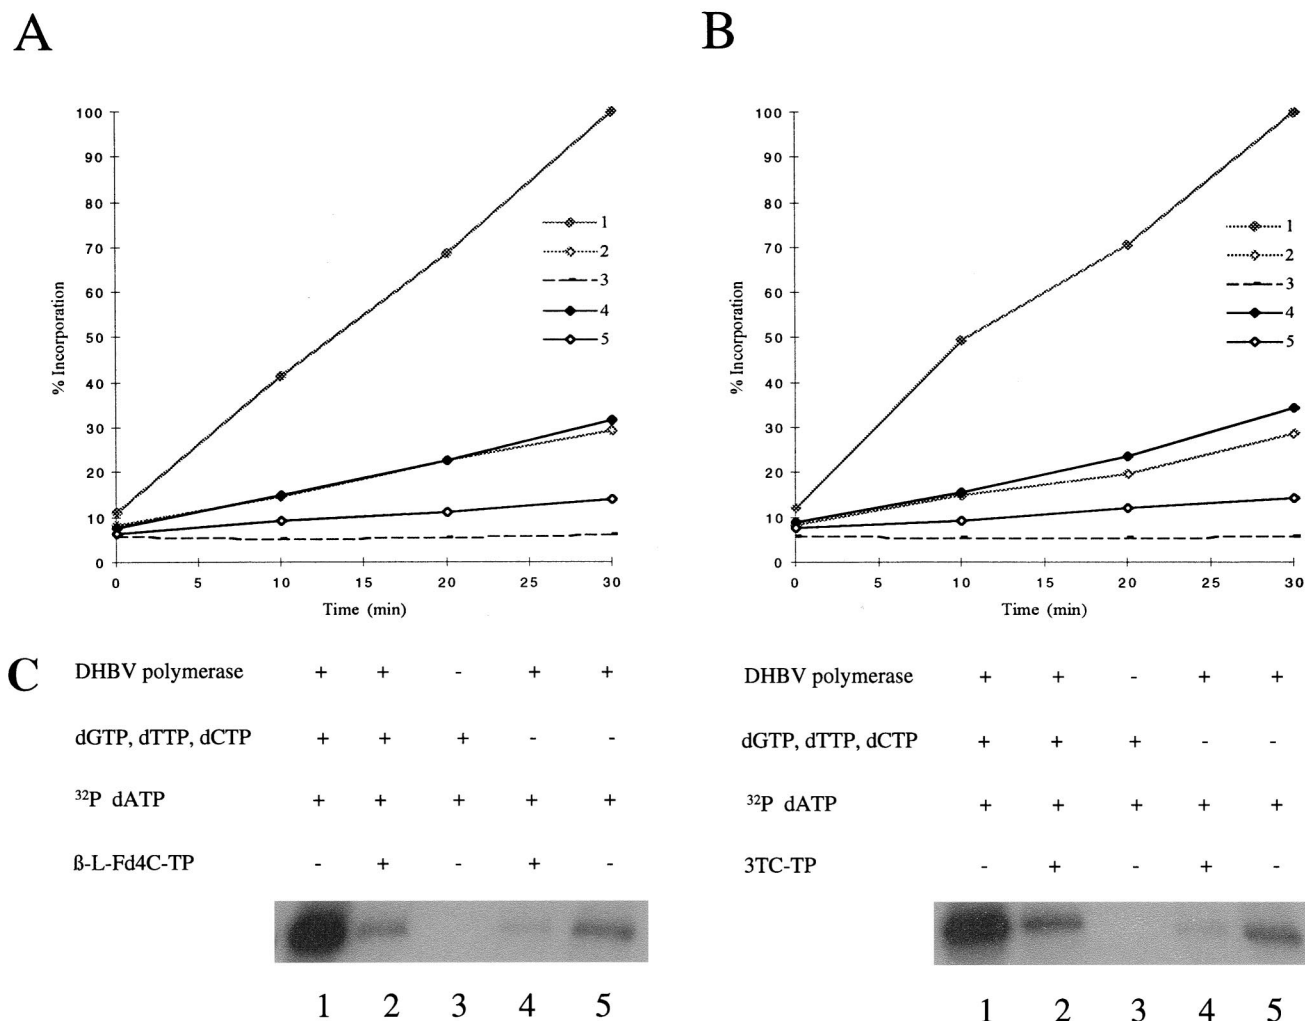 A
B
100
90
80
70
60
50
40
30
20
10
0
% Incorporation
0 5 10 15 20 25 30
Time (min)
1
2
3
4
5
100
90
80
70
60
50
40
30
20
10
0
% Incorporation
0 5 10 15 20 25 30
Time (min)
1
2
3
4
5
C
DHBV polymerase + + - + +
dGTP, dTTP, dCTP + + + - -
32P dATP + + + + +
ß-L-Fd4C-TP - + - + -
1 2 3 4 5
DHBV polymerase + + - + +
dGTP, dTTP, dCTP + + + - -
32P dATP + + + + +
3TC-TP - + - + -
1 2 3 4 5